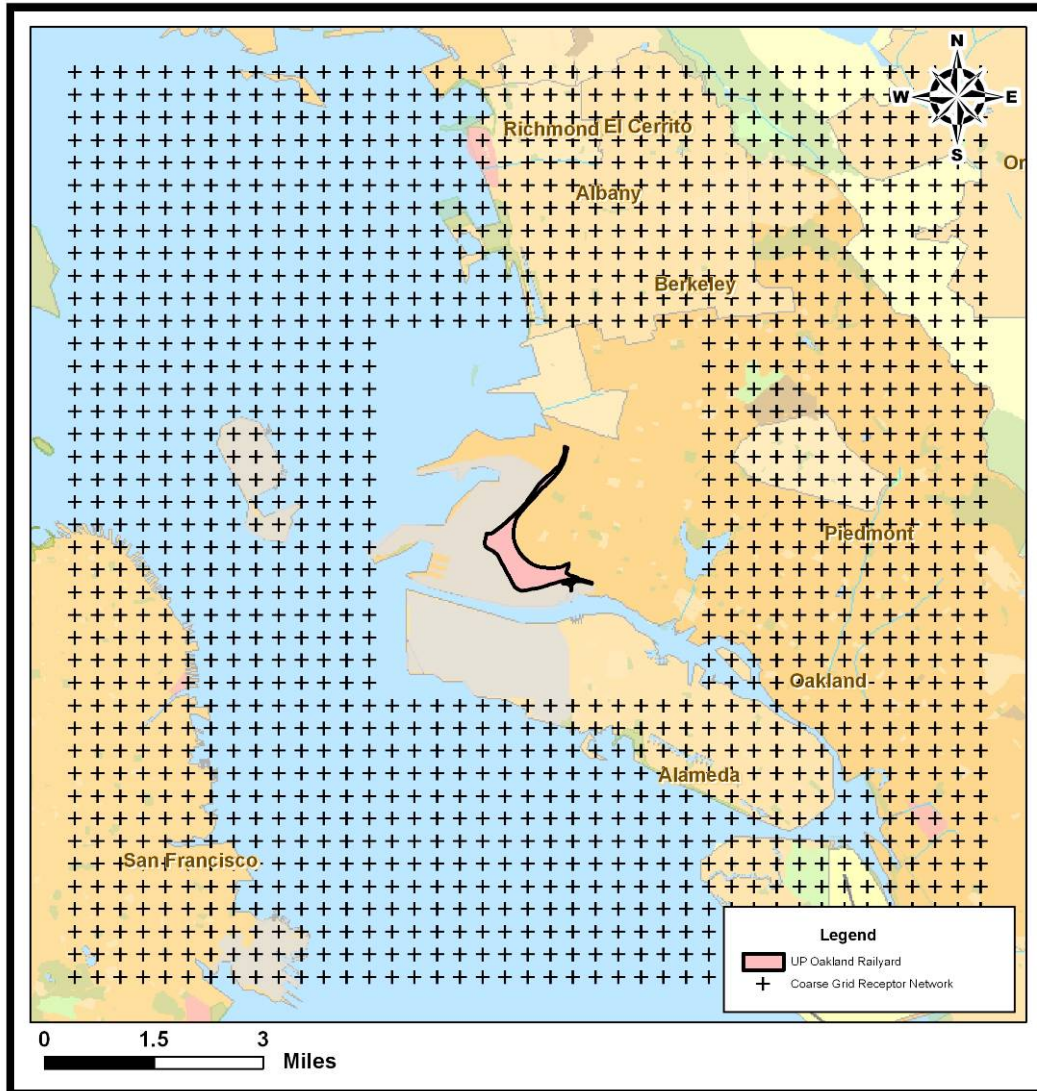 N
W E
S
Richmond El Cerrito
Or
Albany
Berkeley
Piedmont
Oakland
Alameda
San Francisco
Legend
UP Oakland Railyard
Coarse Grid Receptor Network
0 1.5 3
Miles